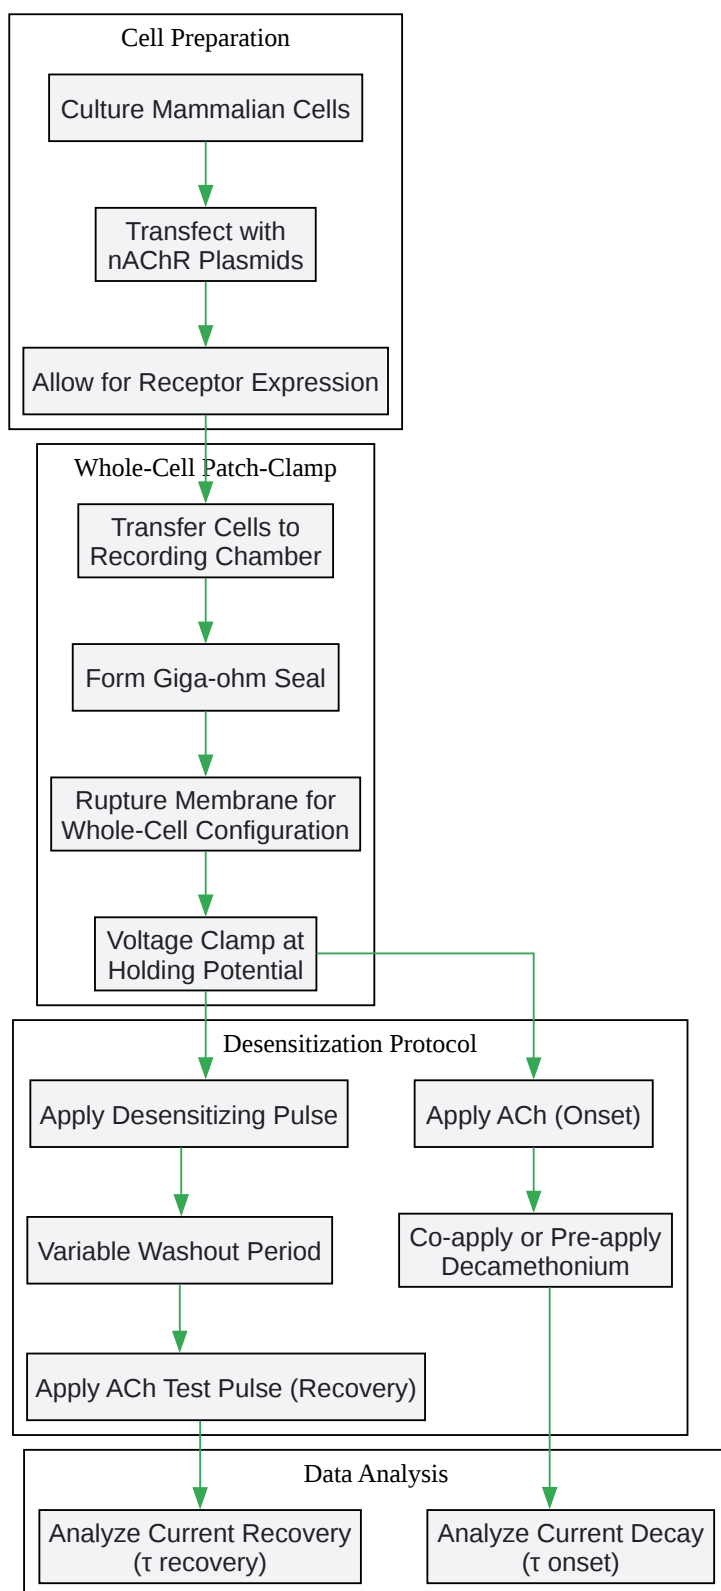 Cell Preparation
Culture Mammalian Cells
Transfect with
nAChR Plasmids
Allow for Receptor Expression
Whole-Cell Patch-Clamp
Transfer Cells to
Recording Chamber
Form Giga-ohm Seal
Rupture Membrane for
Whole-Cell Configuration
Voltage Clamp at
Holding Potential
Desensitization Protocol
Apply Desensitizing Pulse
Apply ACh (Onset)
Variable Washout Period
Co-apply or Pre-apply
Decamethonium
Apply ACh Test Pulse (Recovery)
Data Analysis
Analyze Current Recovery
(τ recovery)
Analyze Current Decay
(τ onset)